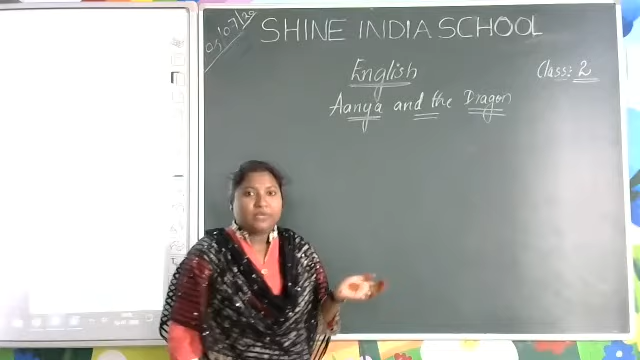 SHINE INDIA SCHOOL
English
Class: 2
Aanya and the Dragon